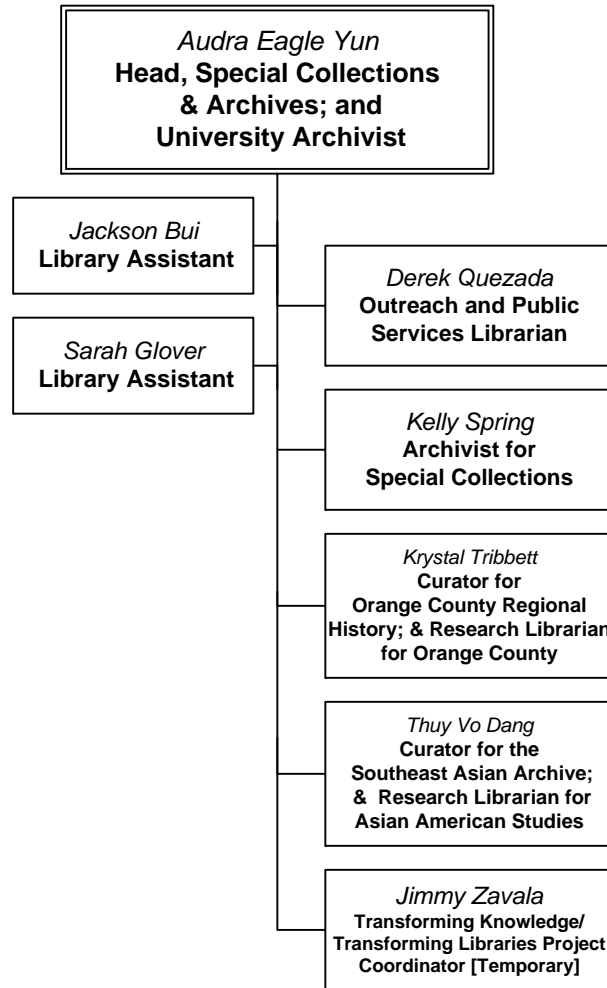 Audra Eagle Yun
Head, Special Collections
& Archives; and
University Archivist
Jackson Bui
Library Assistant
Derek Quezada
Outreach and Public
Services Librarian
Sarah Glover
Library Assistant
Kelly Spring
Archivist for
Special Collections
Krystal Tribbett
Curator for
Orange County Regional
History; & Research Librarian
for Orange County
Thuy Vo Dang
Curator for the
Southeast Asian Archive;
& Research Librarian for
Asian American Studies
Jimmy Zavala
Transforming Knowledge/
Transforming Libraries Project
Coordinator [Temporary]